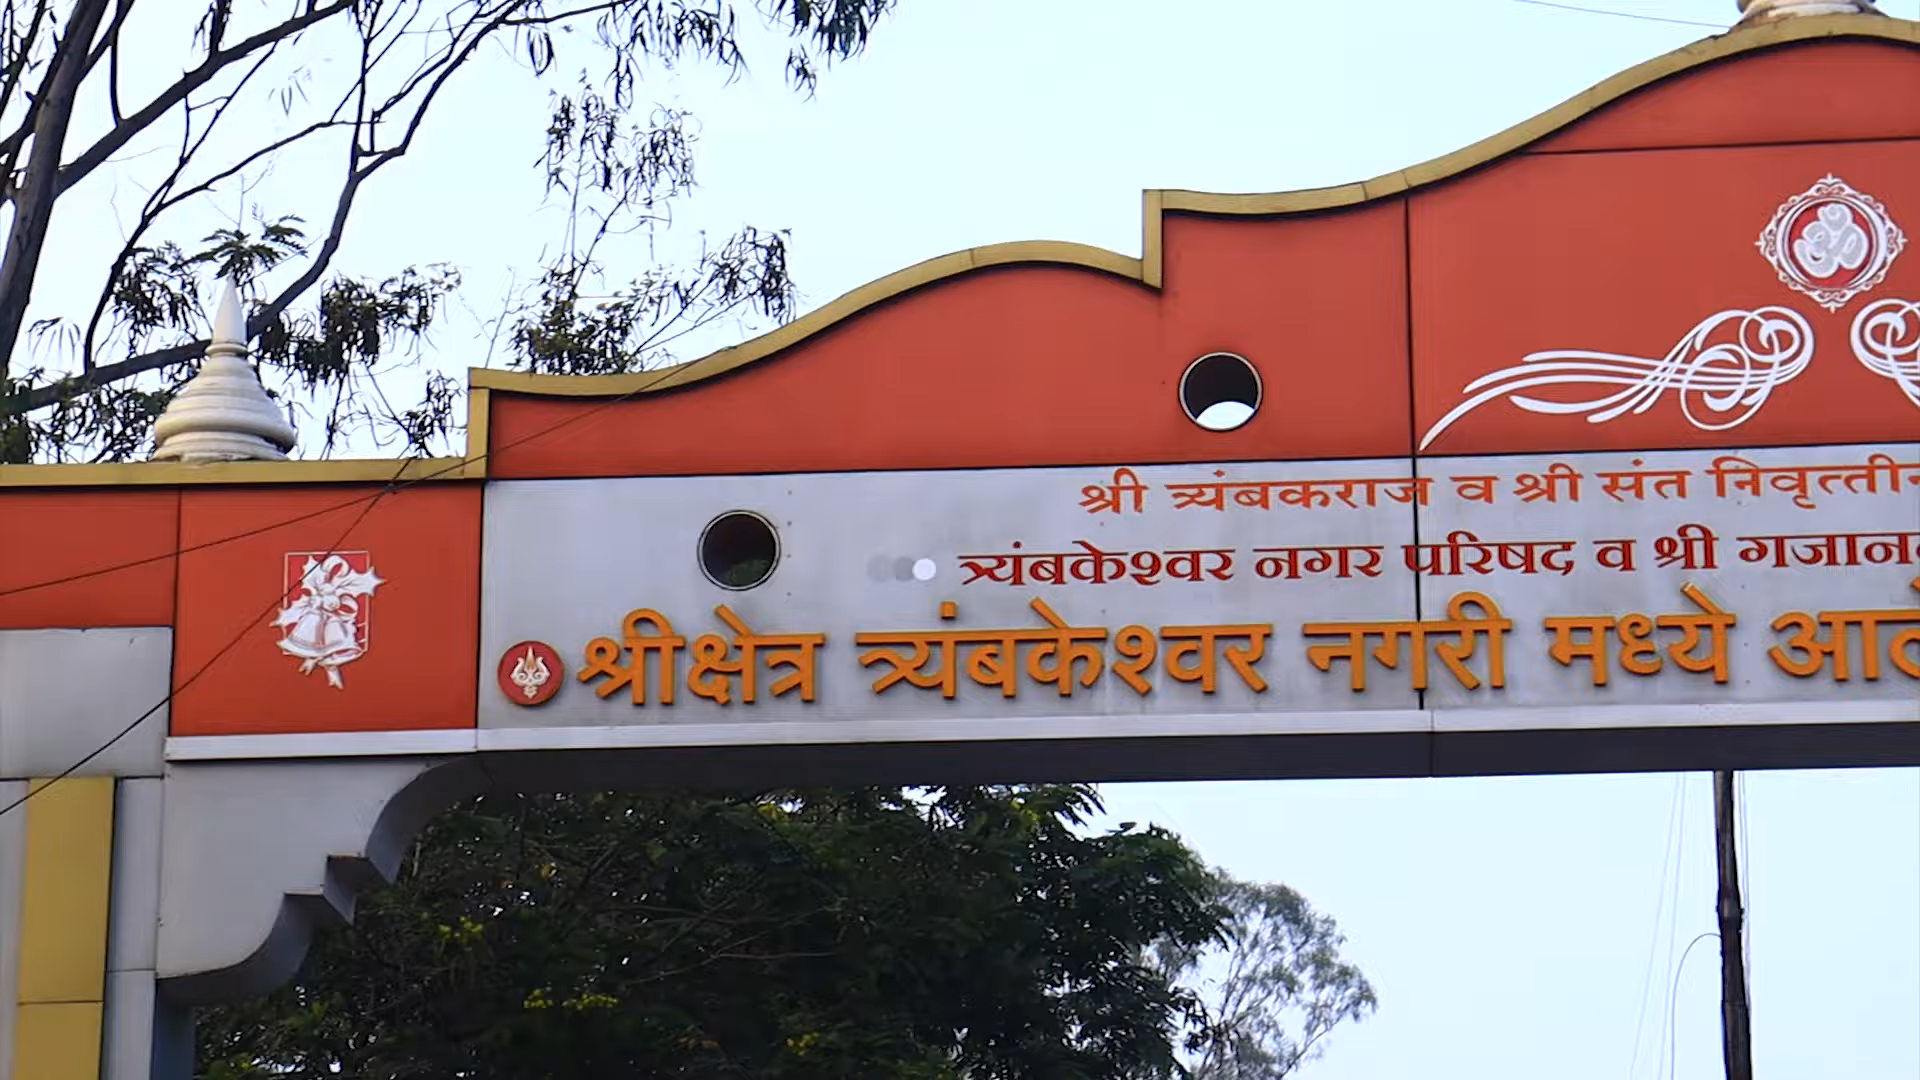 ॐ
श्री त्र्यंबकराज व श्री संत निवृत्ती
त्र्यंबकेश्वर नगर परिषद व श्री गजान
श्रीक्षेत्र त्र्यंबकेश्वर नगरी मध्ये